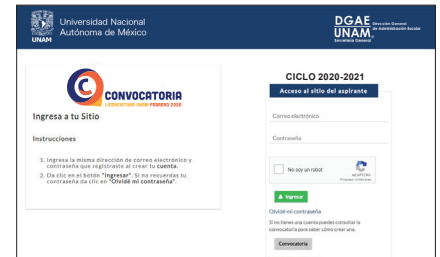 Universidad Nacional
Autónoma de México
UNAM
DGAE
UNAM
Dirección General
de Administración Escolar
Secretaría General
CONVOCATORIA
LICENCIATURA UNAM FEBRERO 2020
Ingresa a tu Sitio
Instrucciones
1. Ingresa la misma dirección de correo electrónico y
contraseña que registraste al crear tu cuenta.
2. Da clic en el botón "Ingresar". Si no recuerdas tu
contraseña da clic en "Olvidé mi contraseña".
CICLO 2020-2021
Acceso al sitio del aspirante
Correo electrónico
Contraseña
No soy un robot
reCAPTCHA
Ingresar
Olvidé mi contraseña
Si no tienes una cuenta puedes consultar la
convocatoria para saber cómo crear una.
Convocatoria